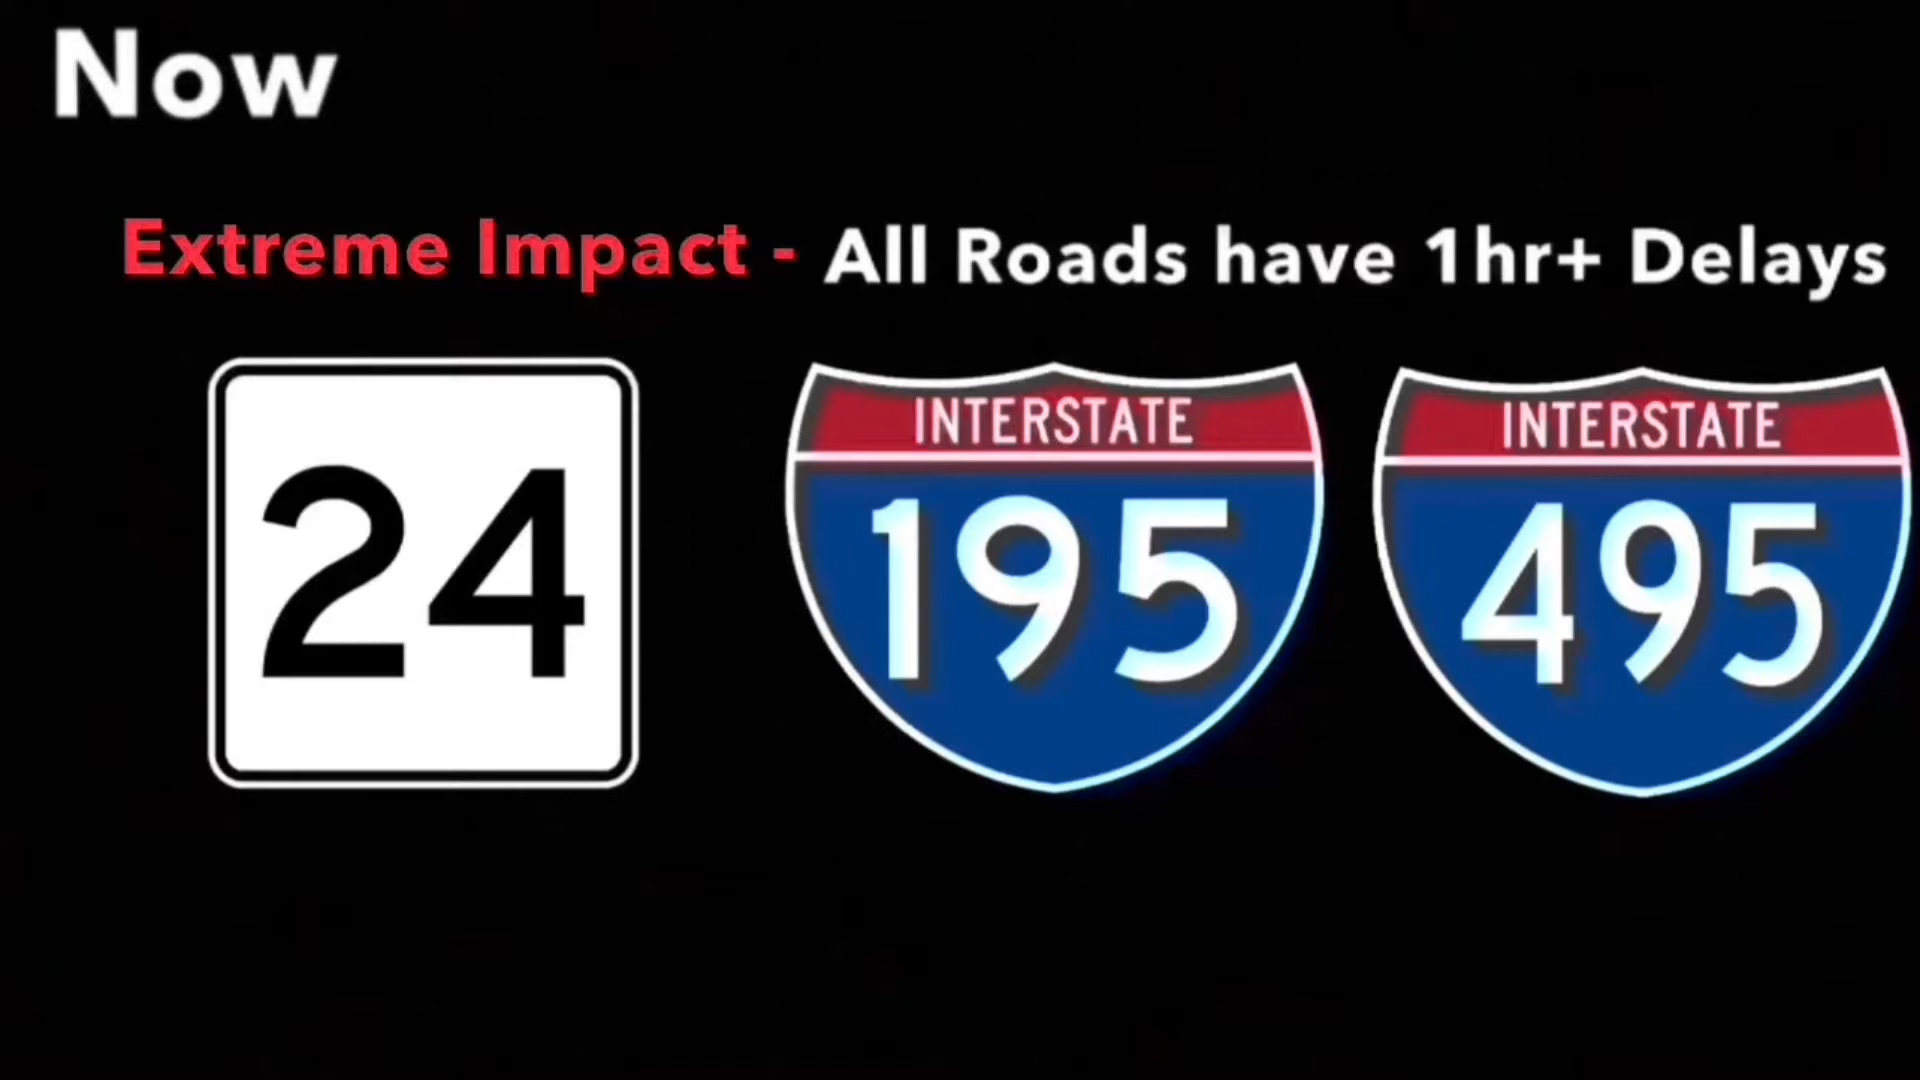 Now
Extreme Impact - All Roads have 1hr+ Delays
24
INTERSTATE
195
INTERSTATE
495